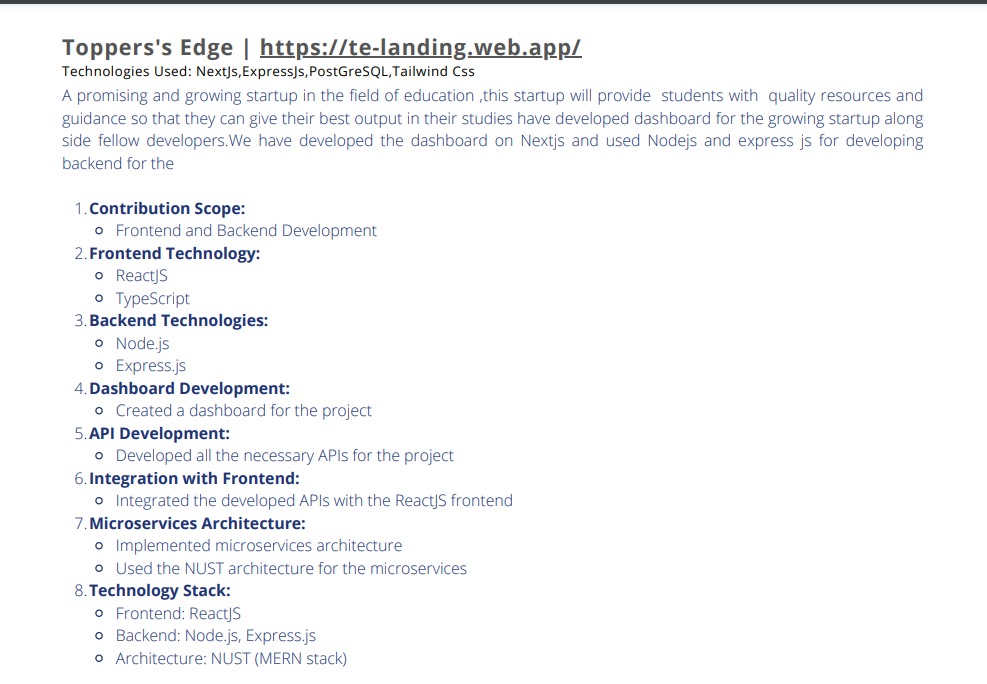 Toppers's Edge | https://te-landing.web.app/
Technologies Used: NextJs,ExpressJs,PostGreSQL,Tailwind Css
A promising and growing startup in the field of education ,this startup will provide students with quality resources and
guidance so that they can give their best output in their studies have developed dashboard for the growing startup along
side fellow developers.We have developed the dashboard on Nextjs and used Nodejs and express js for developing
backend for the
1. Contribution Scope:
Frontend and Backend Development
2. Frontend Technology:
ReactJS
TypeScript
3. Backend Technologies:
Node.js
Express.js
4. Dashboard Development:
Created a dashboard for the project
5. API Development:
Developed all the necessary APIs for the project
6. Integration with Frontend:
Integrated the developed APIs with the ReactJS frontend
7. Microservices Architecture:
Implemented microservices architecture
Used the NUST architecture for the microservices
8. Technology Stack:
Frontend: ReactJS
Backend: Node.js, Express.js
Architecture: NUST (MERN stack)